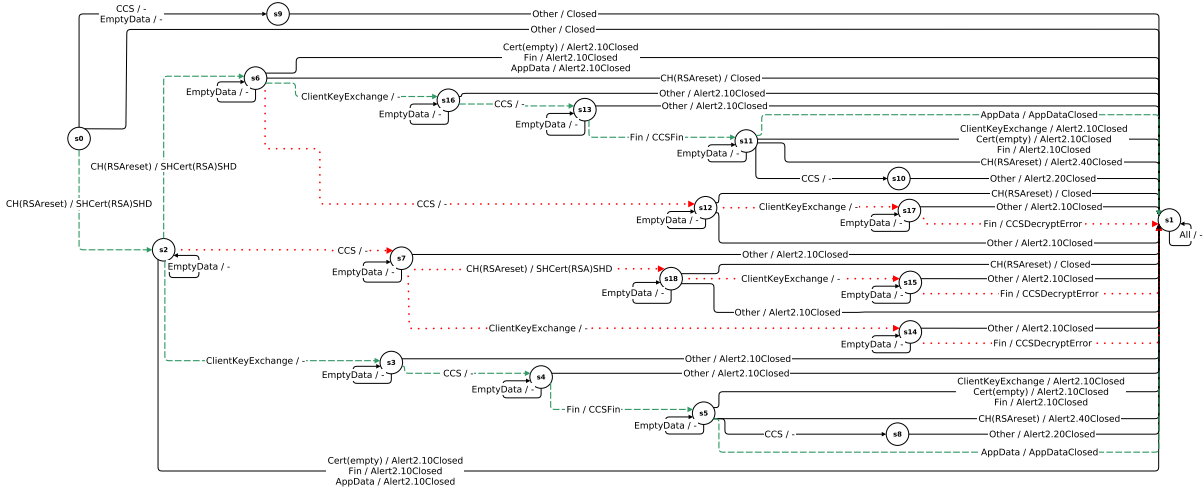 CCS / -
EmptyData / -
s9
Other / Closed
Other / Closed
Cert(empty) / Alert2.10Closed
Fin / Alert2.10Closed
AppData / Alert2.10Closed
s6
CH(RSAreset) / Closed
EmptyData / -
ClientKeyExchange / -
s16
Other / Alert2.10Closed
EmptyData / -
CCS / -
s13
Other / Alert2.10Closed
EmptyData / -
AppData / AppDataClosed
s0
Fin / CCSFin
s11
ClientKeyExchange / Alert2.10Closed
Cert(empty) / Alert2.10Closed
Fin / Alert2.10Closed
EmptyData / -
CH(RSAreset) / Alert2.40Closed
CH(RSAreset) / SHCert(RSA)SHD
CCS / -
s10
Other / Alert2.20Closed
CH(RSAreset) / Closed
CH(RSAreset) / SHCert(RSA)SHD
CCS / -
s12
ClientKeyExchange / -
s17
Other / Alert2.10Closed
EmptyData / -
EmptyData / -
Fin / CCSDecryptError
s1
All / -
Other / Alert2.10Closed
s2
CCS / -
s7
Other / Alert2.10Closed
EmptyData / -
EmptyData / -
CH(RSAreset) / SHCert(RSA)SHD
s18
CH(RSAreset) / Closed
ClientKeyExchange / -
s15
Other / Alert2.10Closed
EmptyData / -
EmptyData / -
Fin / CCSDecryptError
Other / Alert2.10Closed
ClientKeyExchange / -
s14
Other / Alert2.10Closed
EmptyData / -
Fin / CCSDecryptError
ClientKeyExchange / -
s3
Other / Alert2.10Closed
EmptyData / -
CCS / -
s4
Other / Alert2.10Closed
EmptyData / -
ClientKeyExchange / Alert2.10Closed
Cert(empty) / Alert2.10Closed
Fin / Alert2.10Closed
Fin / CCSFin
s5
CH(RSAreset) / Alert2.40Closed
EmptyData / -
CCS / -
s8
Other / Alert2.20Closed
AppData / AppDataClosed
Cert(empty) / Alert2.10Closed
Fin / Alert2.10Closed
AppData / Alert2.10Closed